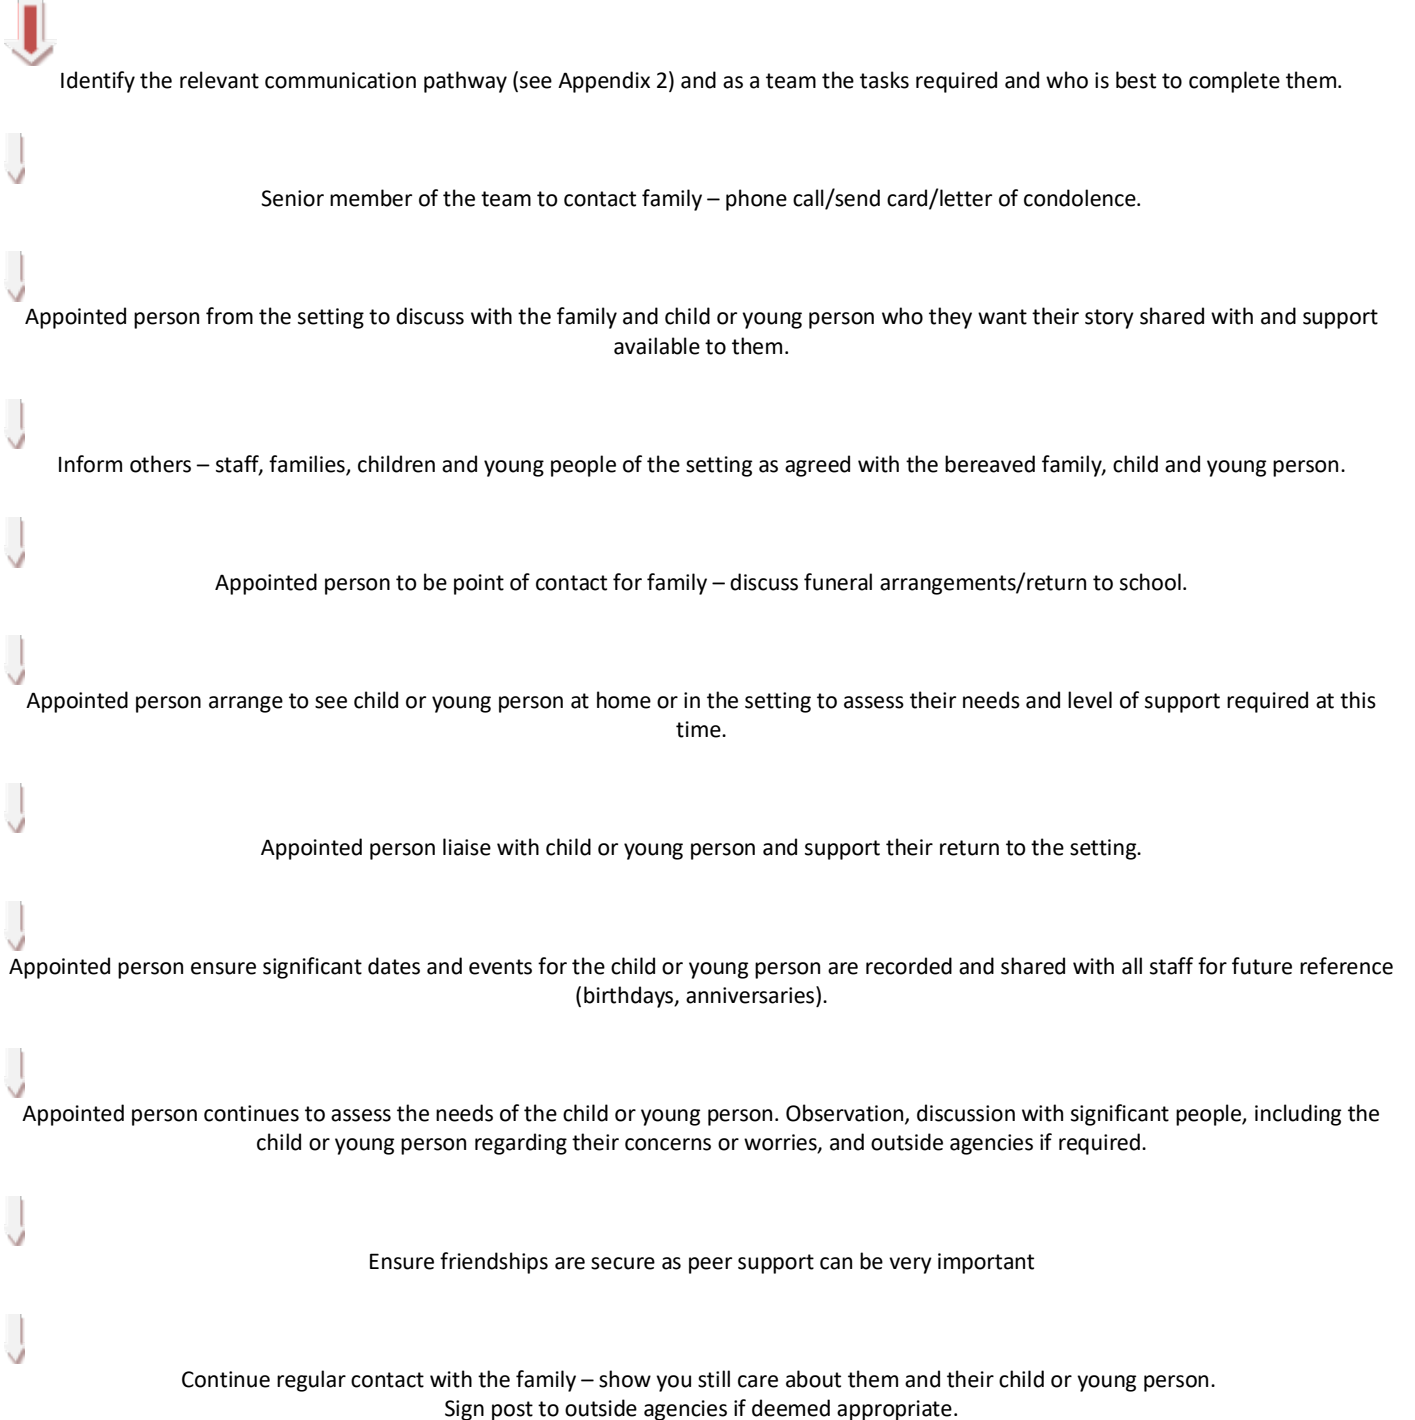 Identify the relevant communication pathway (see Appendix 2) and as a team the tasks required and who is best to complete them.
Senior member of the team to contact family – phone call/send card/letter of condolence.
Appointed person from the setting to discuss with the family and child or young person who they want their story shared with and support
available to them.
Inform others – staff, families, children and young people of the setting as agreed with the bereaved family, child and young person.
Appointed person to be point of contact for family – discuss funeral arrangements/return to school.
Appointed person arrange to see child or young person at home or in the setting to assess their needs and level of support required at this
time.
Appointed person liaise with child or young person and support their return to the setting.
Appointed person ensure significant dates and events for the child or young person are recorded and shared with all staff for future reference
(birthdays, anniversaries).
Appointed person continues to assess the needs of the child or young person. Observation, discussion with significant people, including the
child or young person regarding their concerns or worries, and outside agencies if required.
Ensure friendships are secure as peer support can be very important
Continue regular contact with the family – show you still care about them and their child or young person.
Sign post to outside agencies if deemed appropriate.